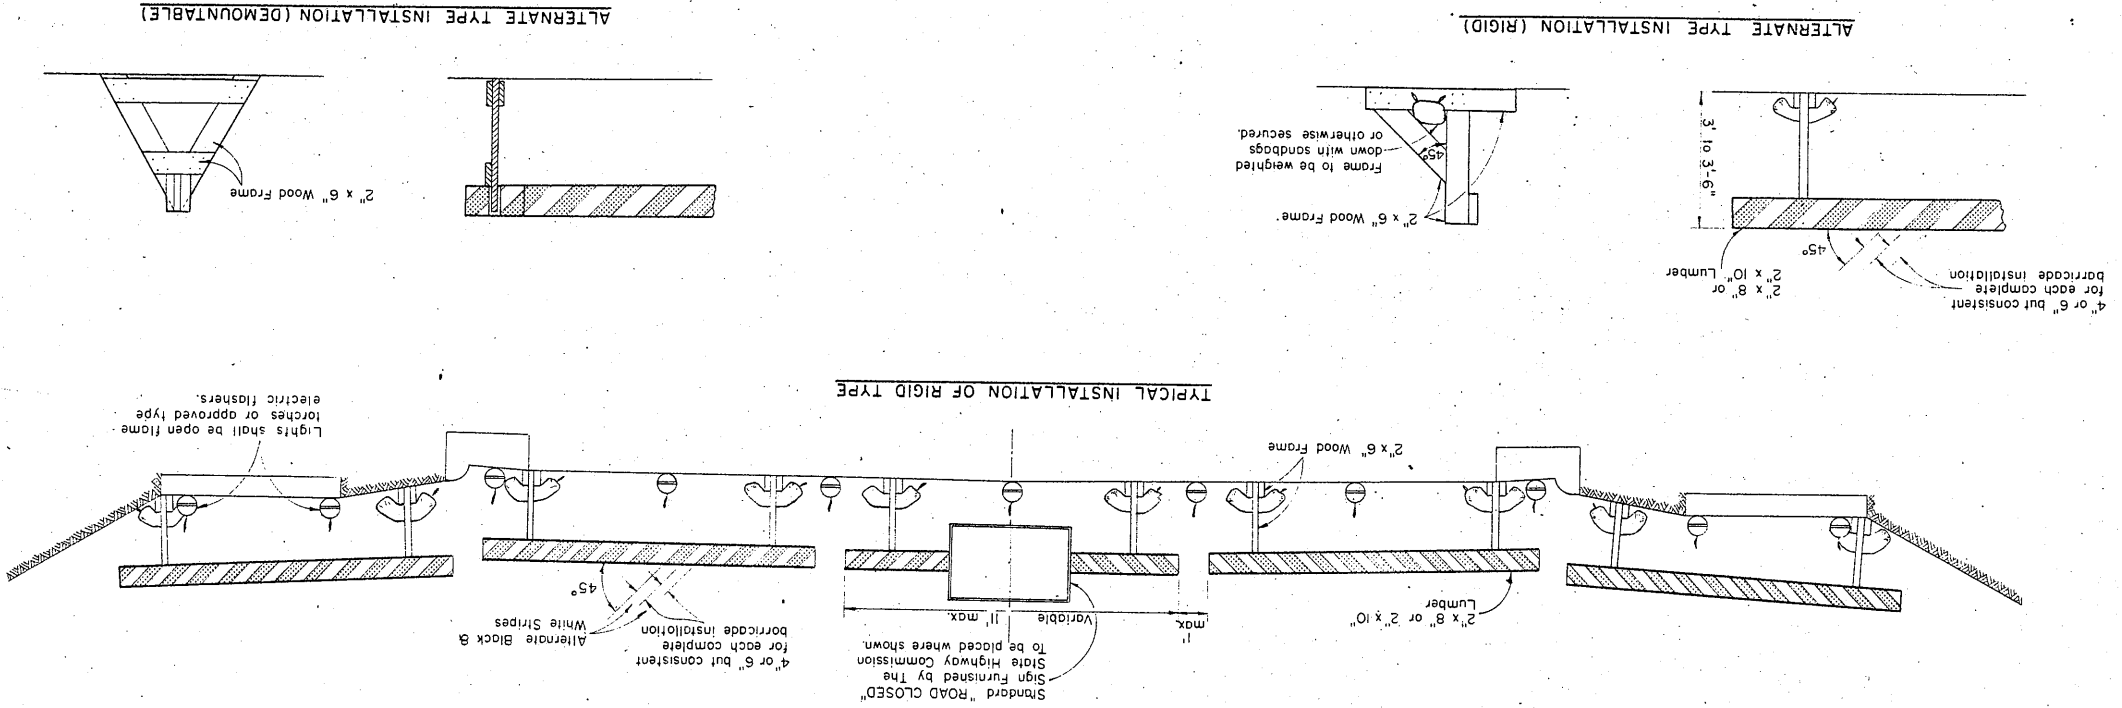 Standard "ROAD CLOSED"
Sign Furnished by The
State Highway Commission
To be placed where shown.
2" x 8" or 2" x 10"
Lumber
1'
max.
Variable
11' max.
4" or 6" but consistent
for each complete
barricade installation
Alternate Black &
White Stripes
45°
2" x 6" Wood Frame
Lights shall be open flame
torches or approved type
electric flashers.
TYPICAL INSTALLATION OF RIGID TYPE
4" or 6" but consistent
for each complete
barricade installation
45°
2" x 8" or
2" x 10" Lumber
3' to 3'-6"
2" x 6" Wood Frame
45°
Frame to be weighted
down with sandbags
or otherwise secured.
ALTERNATE TYPE INSTALLATION (RIGID)
2" x 6" Wood Frame
ALTERNATE TYPE INSTALLATION (DEMOUNTABLE)